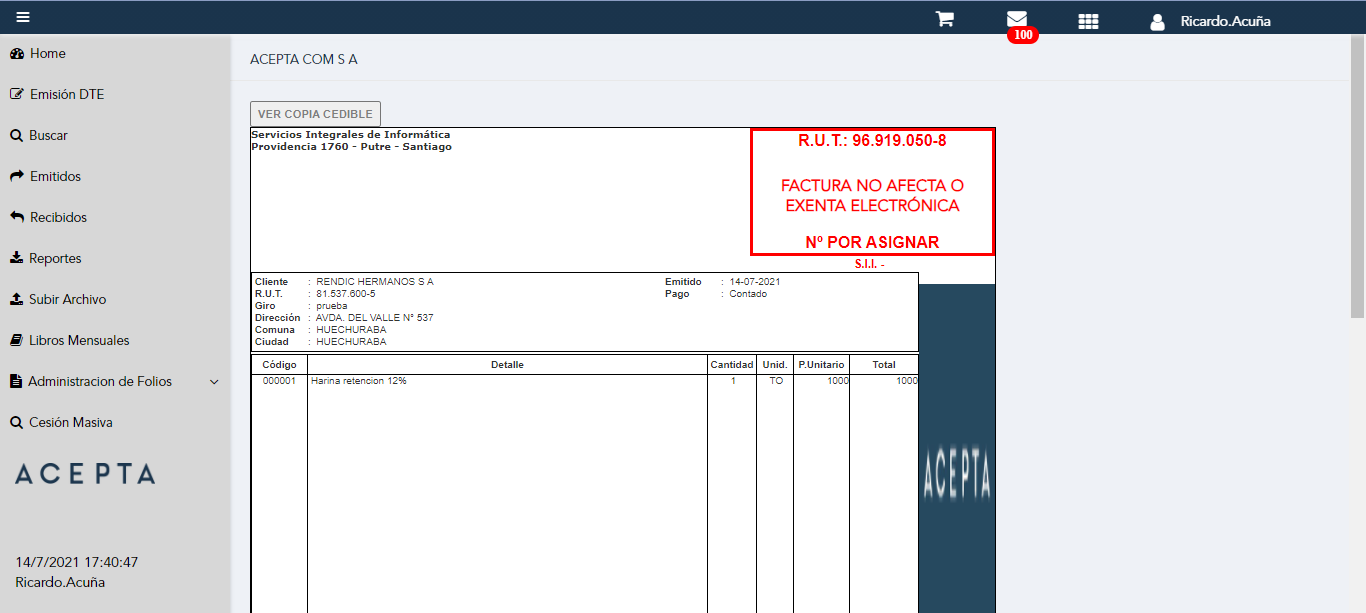 Ricardo.Acuña
100
Home
Emisión DTE
Buscar
Emitidos
Recibidos
Reportes
Subir Archivo
Libros Mensuales
Administracion de Folios
Cesión Masiva
ACEPTA
14/7/2021 17:40:47
Ricardo.Acuña
ACEPTA COM S A
VER COPIA CEDIBLE
Servicios Integrales de Informática
Providencia 1760 - Putre - Santiago
R.U.T.: 96.919.050-8
FACTURA NO AFECTA O
EXENTA ELECTRÓNICA
Nº POR ASIGNAR
S.I.I. -
Cliente : RENDIC HERMANOS S A Emitido : 14-07-2021
R.U.T. : 81.537.600-5 Pago : Contado
Giro : prueba
Dirección : AVDA. DEL VALLE N° 537
Comuna : HUECHURABA
Ciudad : HUECHURABA
Código Detalle Cantidad Unid. P.Unitario Total
000001 Harina retencion 12% 1 TO 1000 1000
ACEPTA